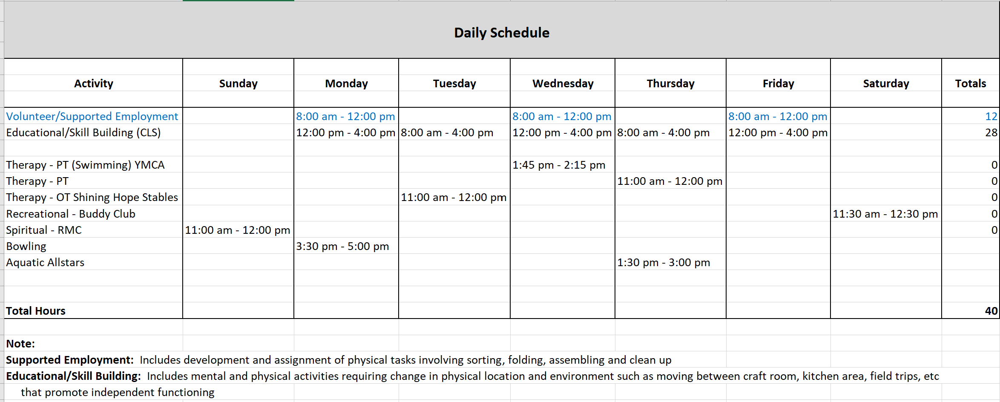 Daily Schedule
Activity Sunday Monday Tuesday Wednesday Thursday Friday Saturday Totals
Volunteer/Supported Employment 8:00 am - 12:00 pm 8:00 am - 12:00 pm 8:00 am - 12:00 pm 12
Educational/Skill Building (CLS) 12:00 pm - 4:00 pm 8:00 am - 4:00 pm 12:00 pm - 4:00 pm 8:00 am - 4:00 pm 12:00 pm - 4:00 pm 28
Therapy - PT (Swimming) YMCA 1:45 pm - 2:15 pm 0
Therapy - PT 11:00 am - 12:00 pm 0
Therapy - OT Shining Hope Stables 11:00 am - 12:00 pm 0
Recreational - Buddy Club 11:30 am - 12:30 pm 0
Spiritual - RMC 11:00 am - 12:00 pm 0
Bowling 3:30 pm - 5:00 pm
Aquatic Allstars 1:30 pm - 3:00 pm
Total Hours 40
Note:
Supported Employment: Includes development and assignment of physical tasks involving sorting, folding, assembling and clean up
Educational/Skill Building: Includes mental and physical activities requiring change in physical location and environment such as moving between craft room, kitchen area, field trips, etc
that promote independent functioning